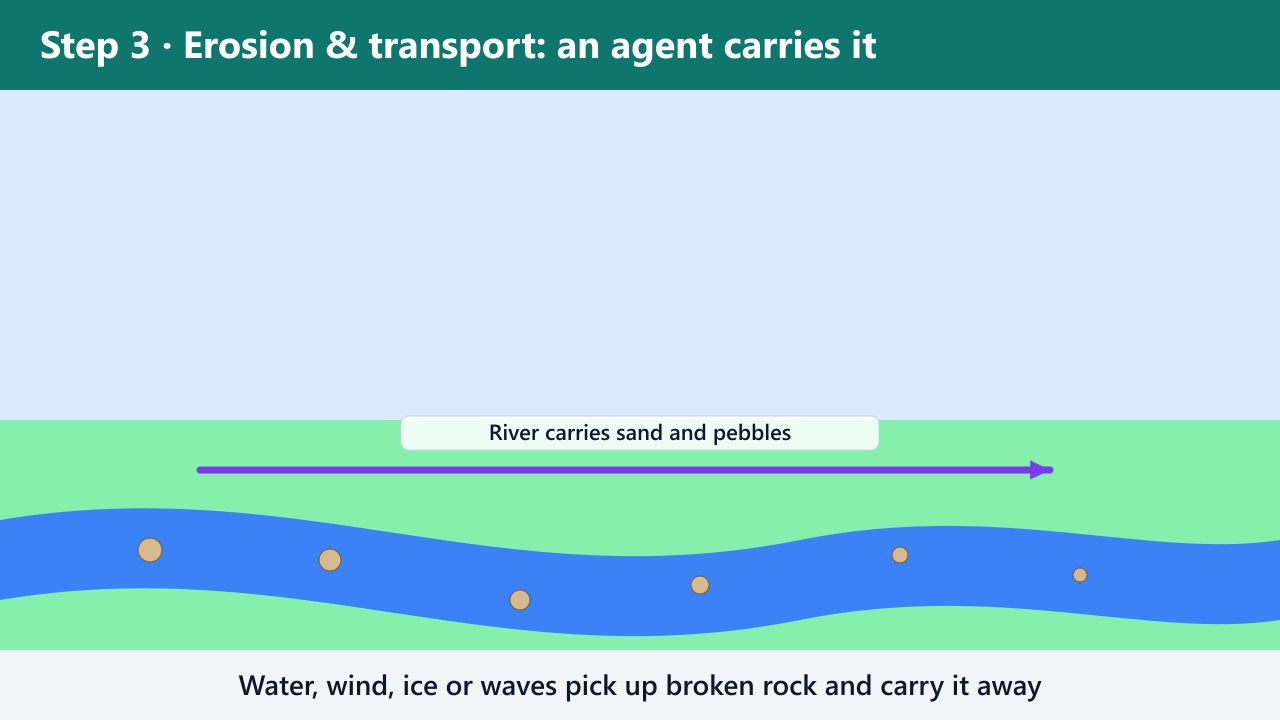 Step 3 · Erosion & transport: an agent carries it
River carries sand and pebbles
Water, wind, ice or waves pick up broken rock and carry it away